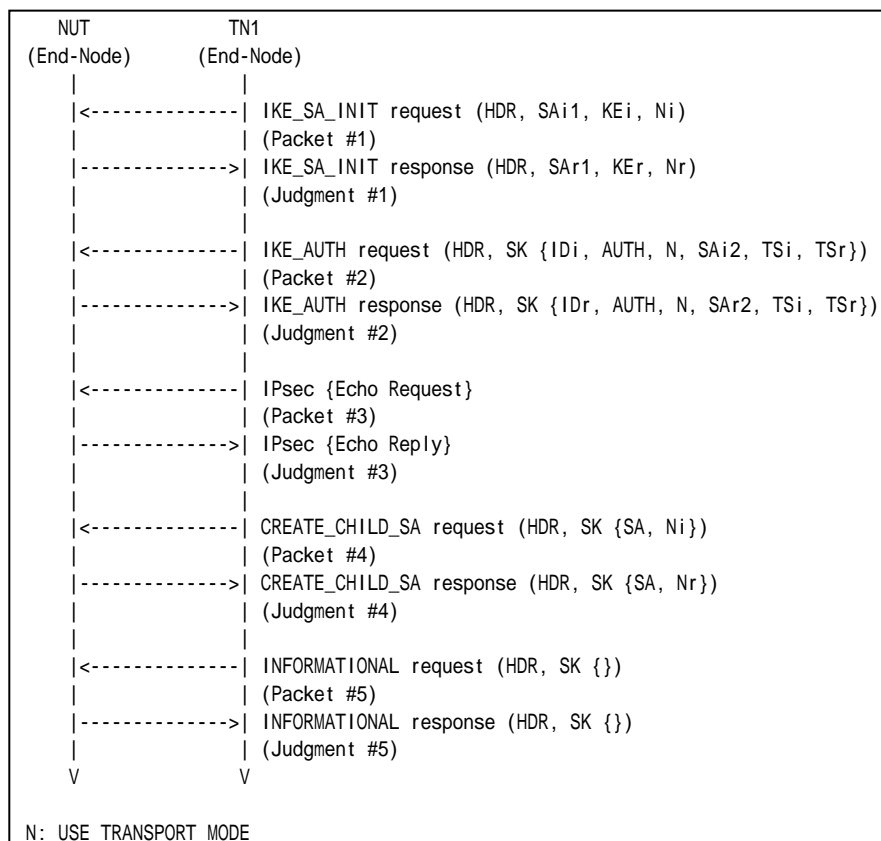 NUT TN1
(End-Node) (End-Node)
| |
|<--------------| IKE_SA_INIT request (HDR, SAi1, KEi, Ni)
| | (Packet #1)
|-------------->| IKE_SA_INIT response (HDR, SAr1, KEr, Nr)
| | (Judgment #1)
| |
|<--------------| IKE_AUTH request (HDR, SK {IDi, AUTH, N, SAi2, TSi, TSr})
| | (Packet #2)
|-------------->| IKE_AUTH response (HDR, SK {IDr, AUTH, N, SAr2, TSi, TSr})
| | (Judgment #2)
| |
|<--------------| IPsec {Echo Request}
| | (Packet #3)
|-------------->| IPsec {Echo Reply}
| | (Judgment #3)
| |
|<--------------| CREATE_CHILD_SA request (HDR, SK {SA, Ni})
| | (Packet #4)
|-------------->| CREATE_CHILD_SA response (HDR, SK {SA, Nr})
| | (Judgment #4)
| |
|<--------------| INFORMATIONAL request (HDR, SK {})
| | (Packet #5)
|-------------->| INFORMATIONAL response (HDR, SK {})
| | (Judgment #5)
V V
N: USE TRANSPORT MODE